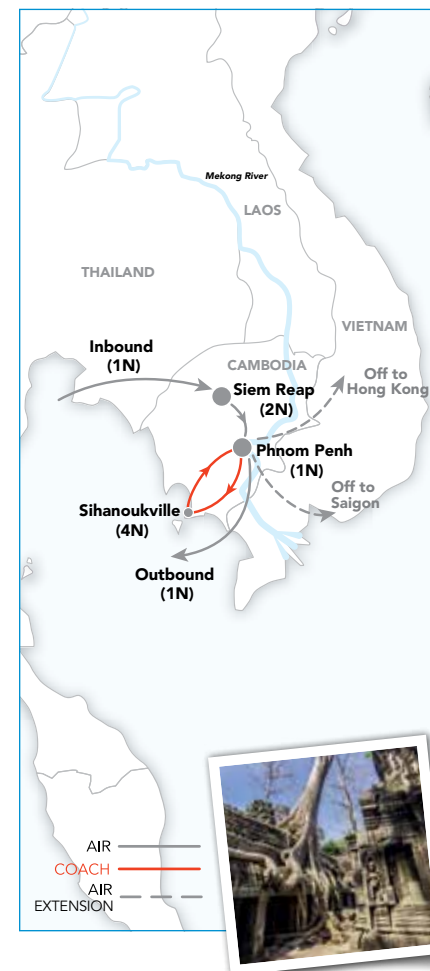 Mekong River
LAOS
THAILAND
VIETNAM
Inbound
(1N)
CAMBODIA
Off to
Hong Kong
Siem Reap
(2N)
Phnom Penh
(1N)
Sihanoukville
(4N)
Off to
Saigon
Outbound
(1N)
AIR
COACH
AIR
EXTENSION